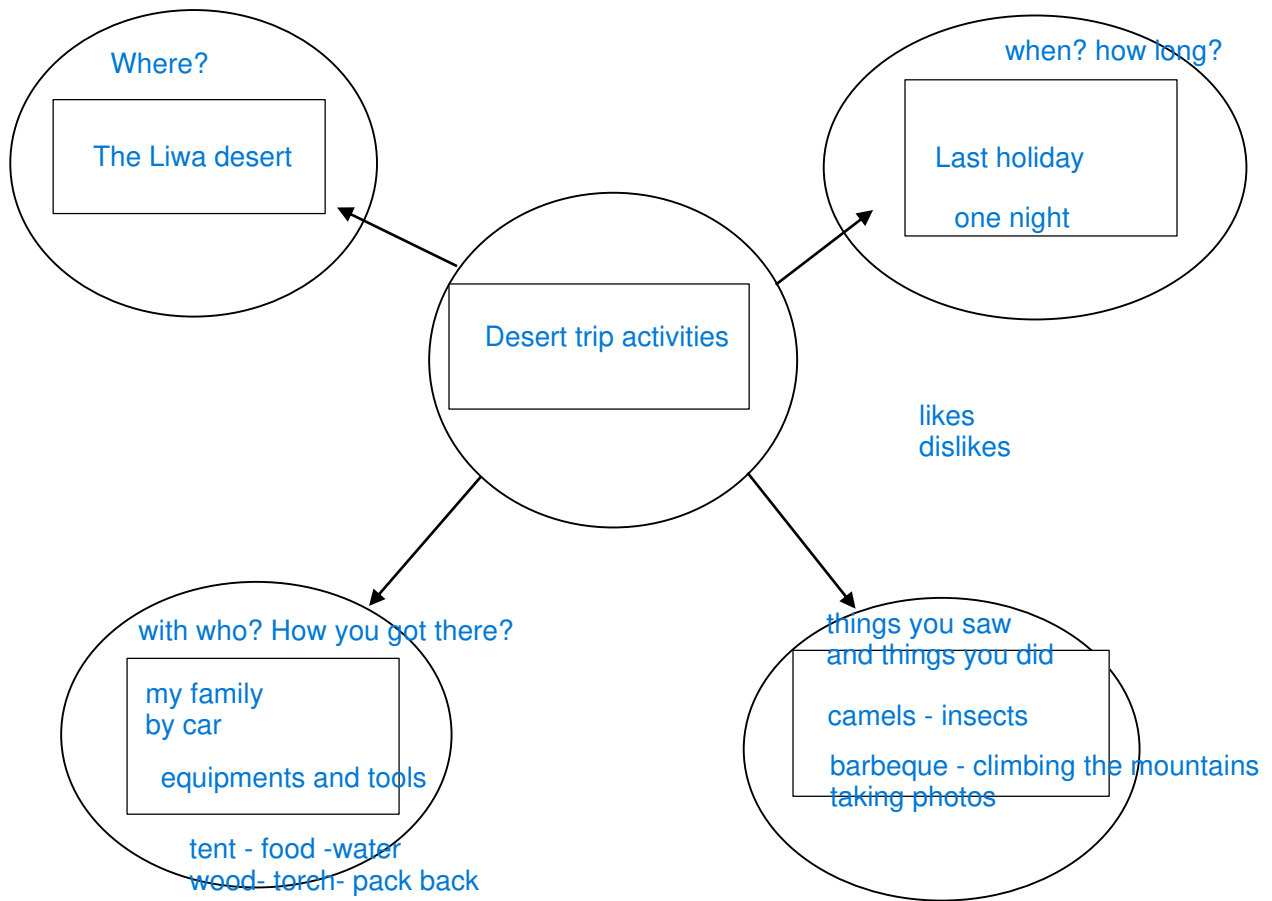 Where?
The Liwa desert
when? how long?
Last holiday
one night
Desert trip activities
likes
dislikes
with who? How you got there?
my family
by car
equipments and tools
tent - food -water
wood- torch- pack back
things you saw
and things you did
camels - insects
barbeque - climbing the mountains
taking photos